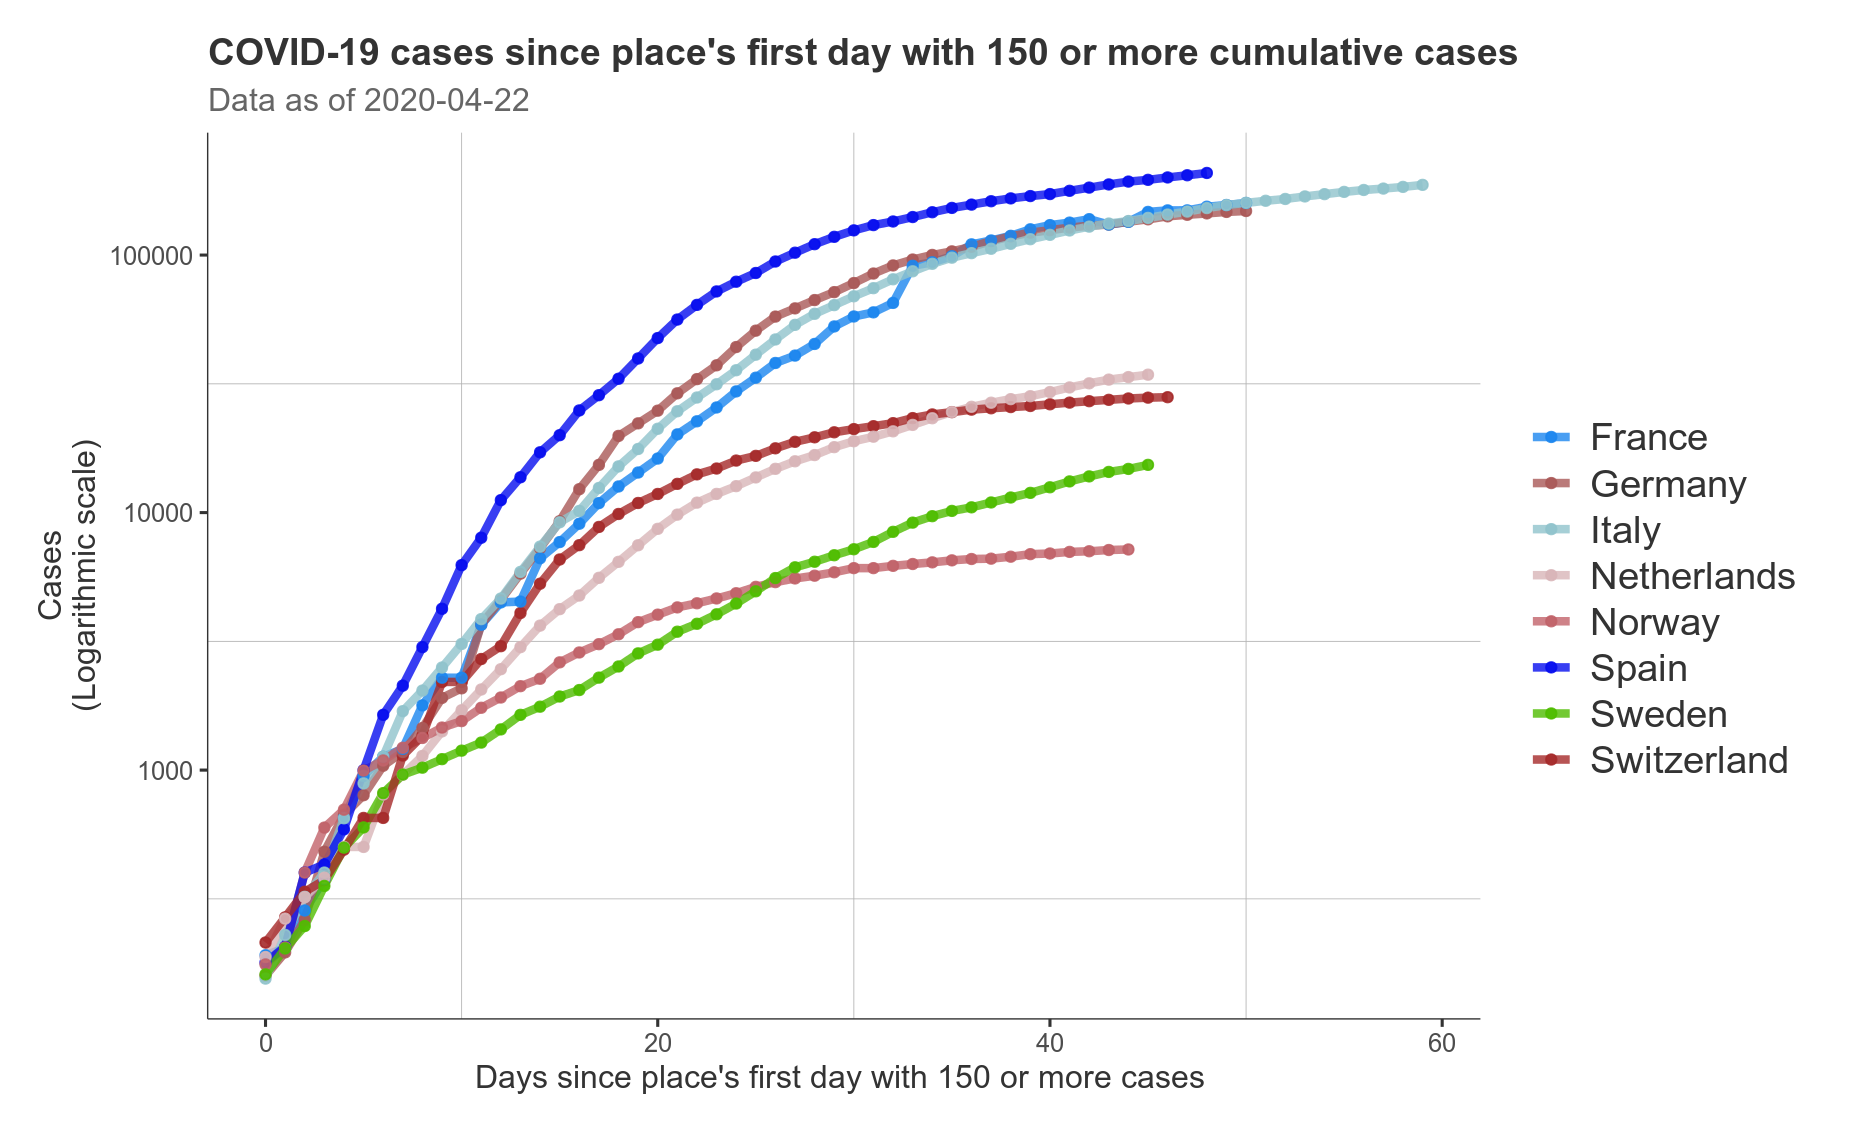 COVID-19 cases since place's first day with 150 or more cumulative cases
Data as of 2020-04-22
Cases
(Logarithmic scale)
100000
10000
1000
0
20
40
60
Days since place's first day with 150 or more cases
France
Germany
Italy
Netherlands
Norway
Spain
Sweden
Switzerland